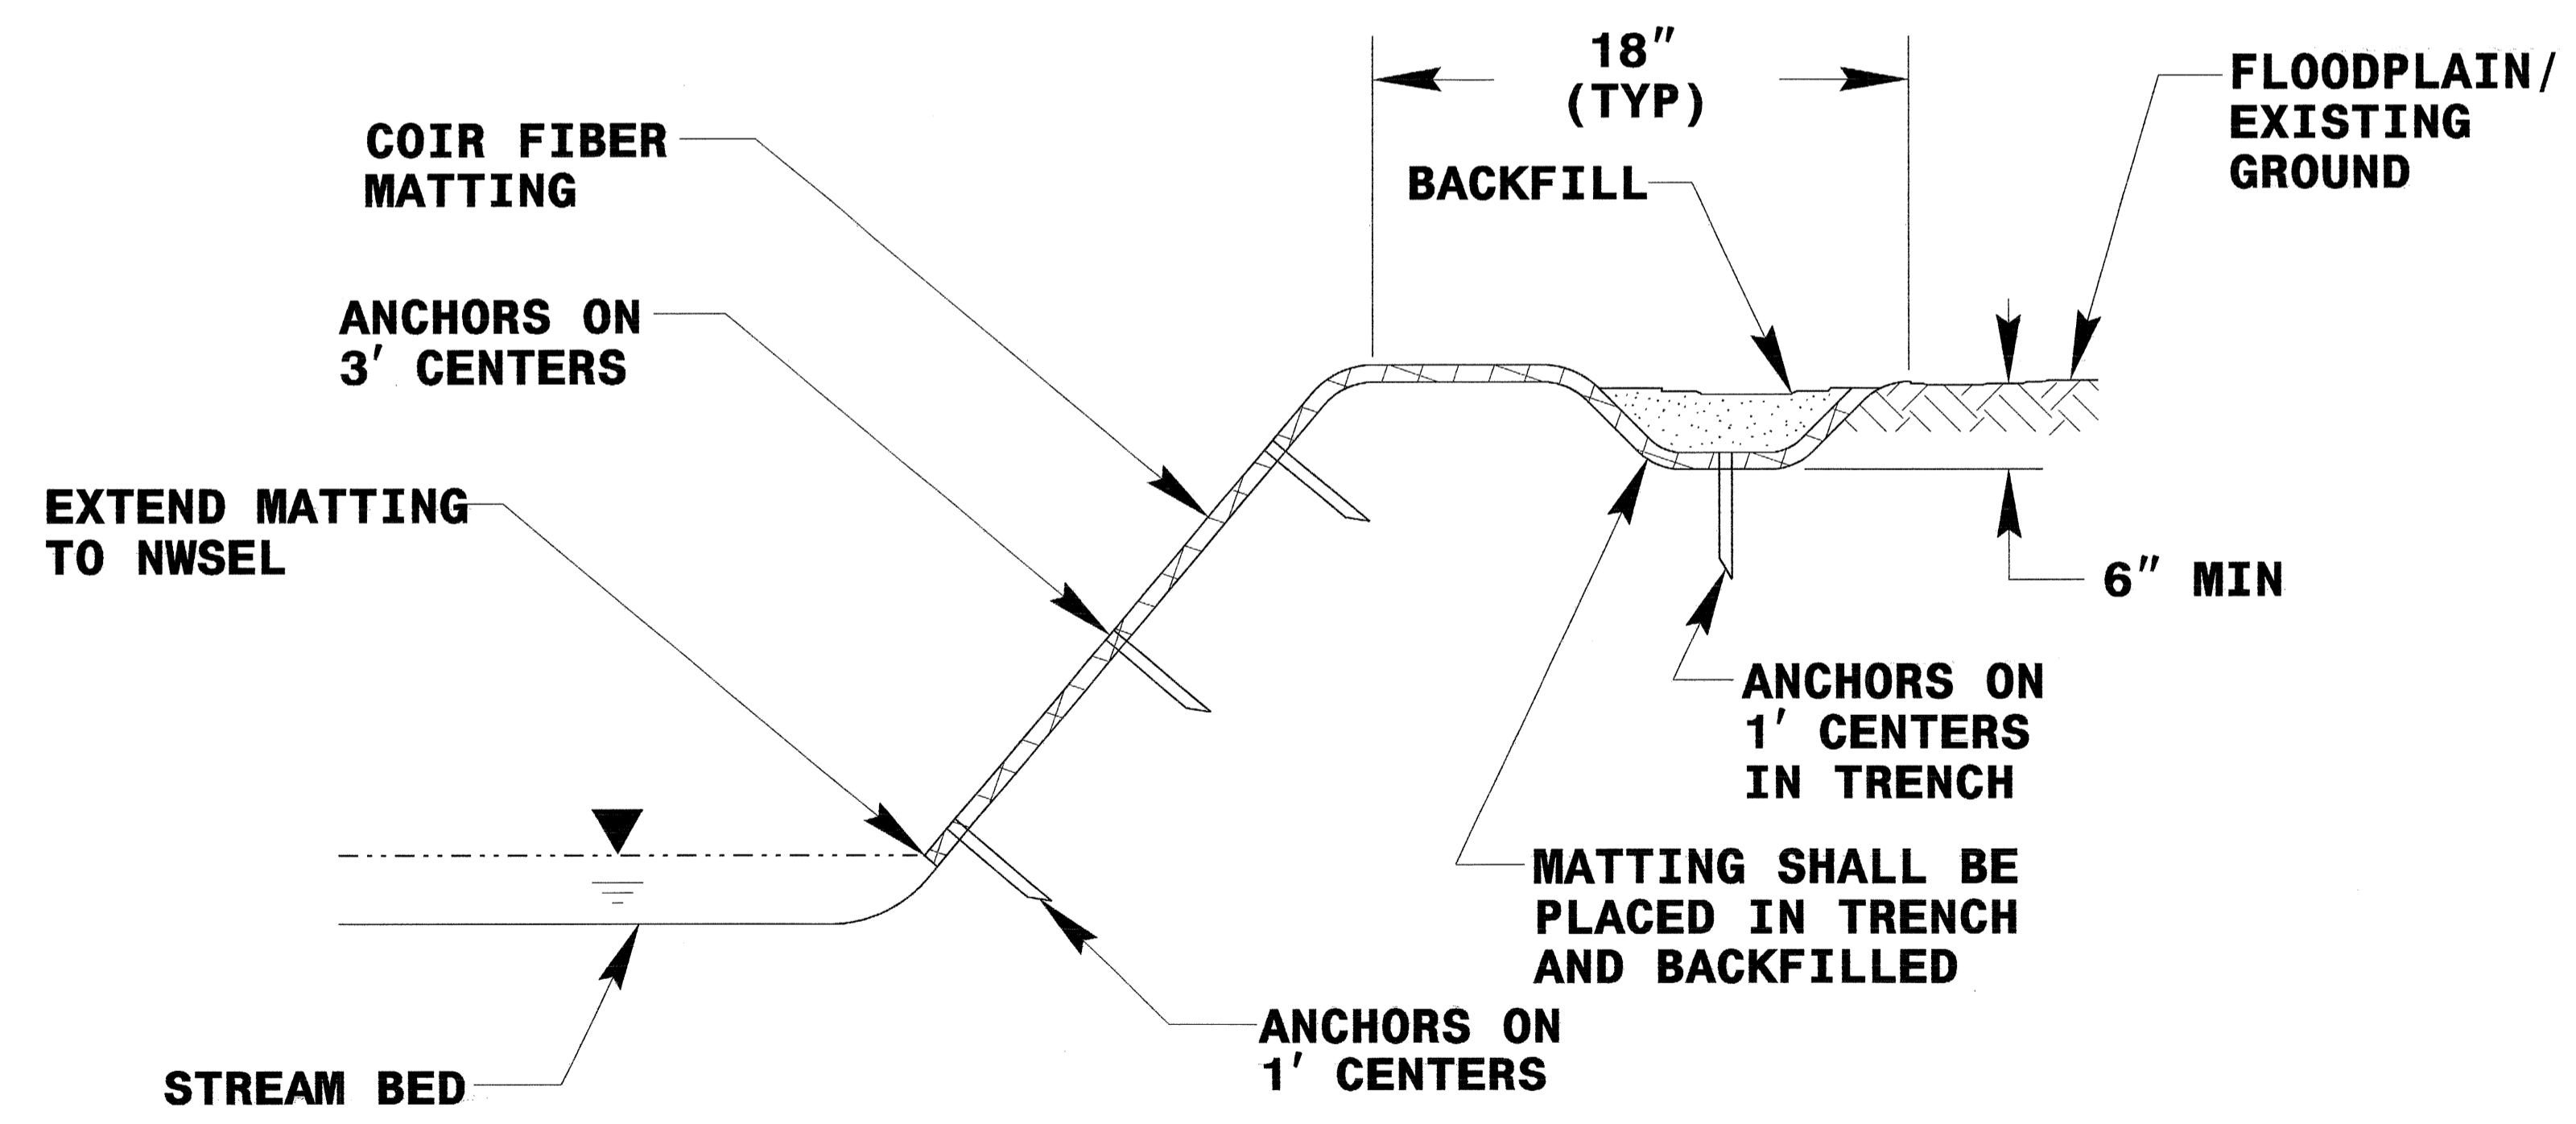 18"
(TYP)
FLOODPLAIN/
EXISTING
GROUND
COIR FIBER
MATTING
BACKFILL
ANCHORS ON
3' CENTERS
EXTEND MATTING
TO NWSEL
6" MIN
ANCHORS ON
1' CENTERS
IN TRENCH
MATTING SHALL BE
PLACED IN TRENCH
AND BACKFILLED
ANCHORS ON
1' CENTERS
STREAM BED